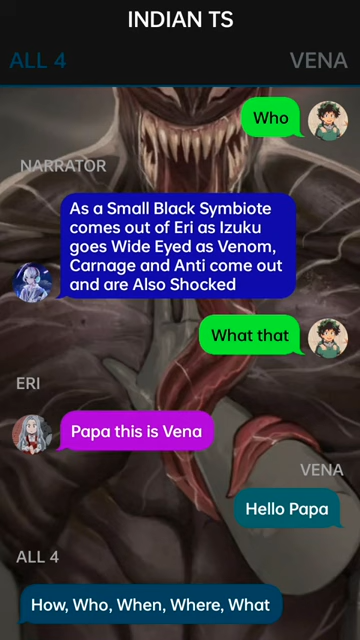 INDIAN TS
ALL 4
VENA
Who
NARRATOR
As a Small Black Symbiote
comes out of Eri as Izuku
goes Wide Eyed as Venom,
Carnage and Anti come out
and are Also Shocked
What that
ERI
Papa this is Vena
VENA
Hello Papa
ALL 4
How, Who, When, Where, What